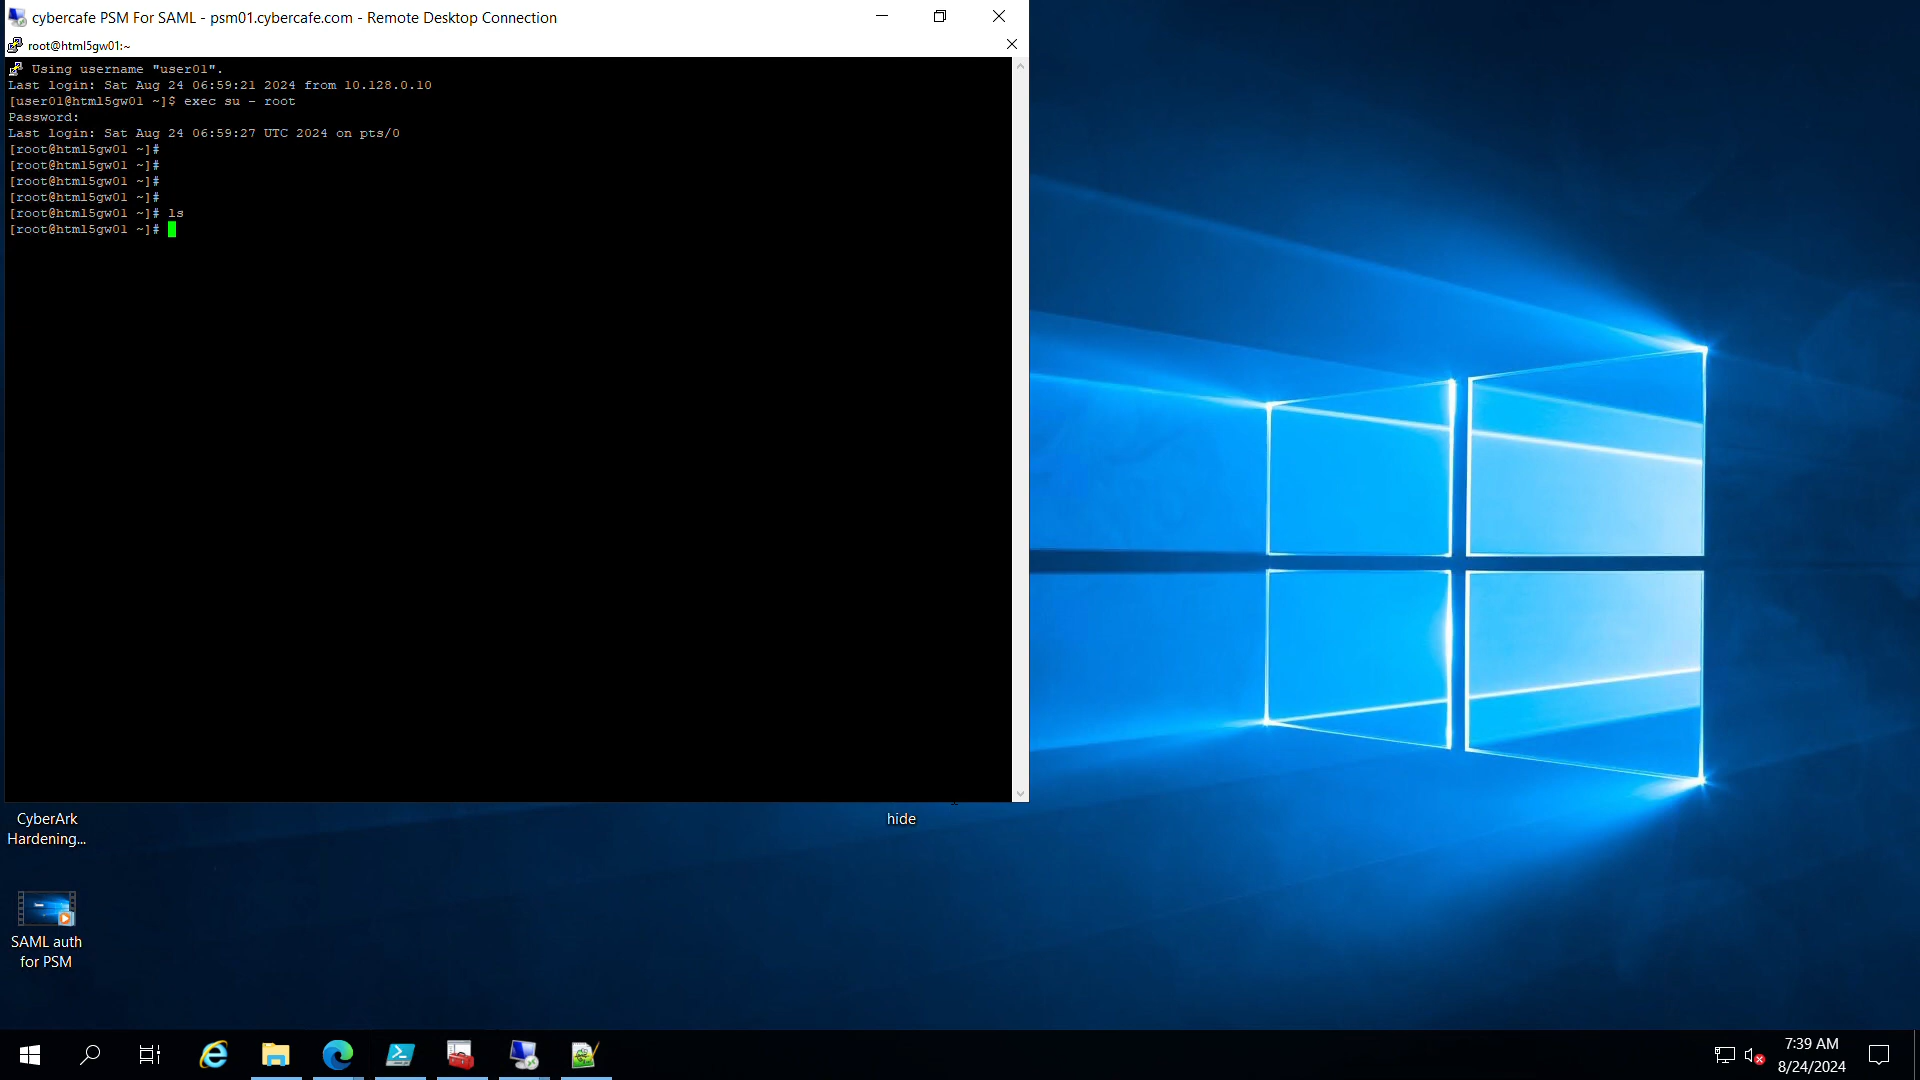 cybercafe PSM For SAML - psm01.cybercafe.com - Remote Desktop Connection
root@html5gw01:~
Using username "user01".
Last login: Sat Aug 24 06:59:21 2024 from 10.128.0.10
[user01@html5gw01 ~]$ exec su - root
Password:
Last login: Sat Aug 24 06:59:27 UTC 2024 on pts/0
[root@html5gw01 ~]#
[root@html5gw01 ~]#
[root@html5gw01 ~]#
[root@html5gw01 ~]#
[root@html5gw01 ~]# ls
[root@html5gw01 ~]#
CyberArk
Hardening...
hide
SAML auth
for PSM
7:39 AM
8/24/2024